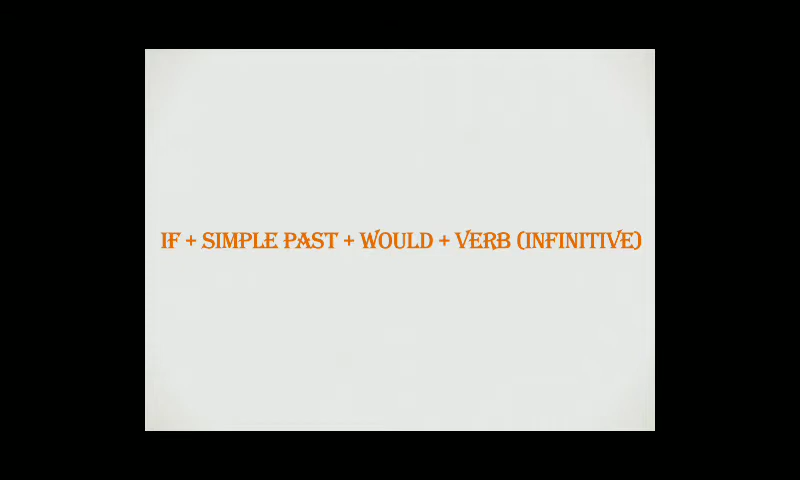 IF + SIMPLE PAST + WOULD + VERB (INFINITIVE)